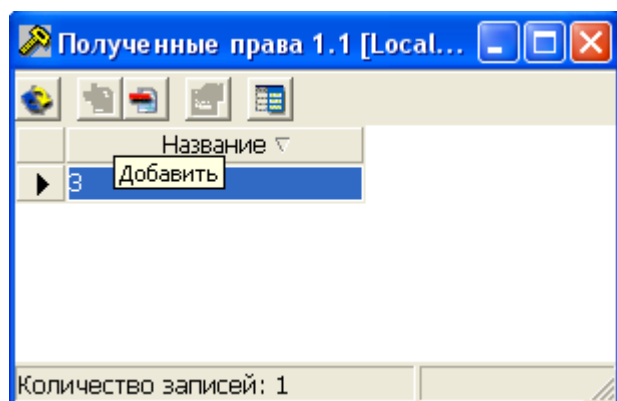 Полученные права 1.1 [Local...
Название
3
Добавить
Количество записей: 1